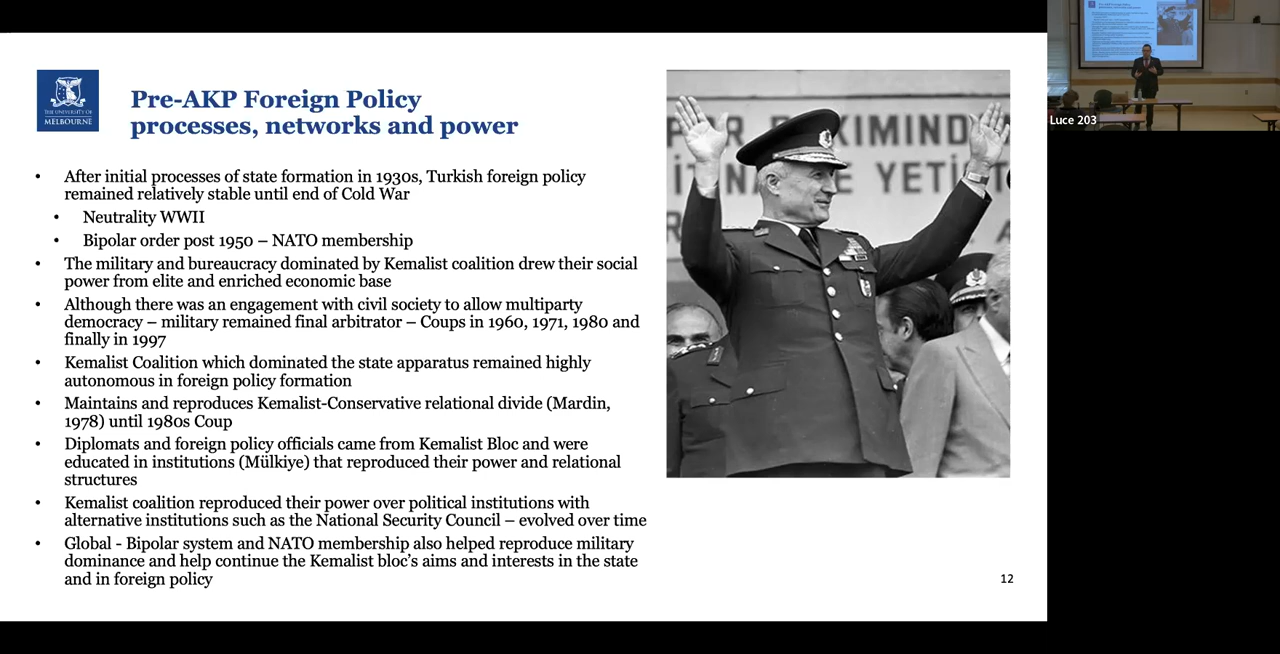 THE UNIVERSITY OF
MELBOURNE
Pre-AKP Foreign Policy
processes, networks and power
• After initial processes of state formation in 1930s, Turkish foreign policy
remained relatively stable until end of Cold War
• Neutrality WWII
• Bipolar order post 1950 – NATO membership
• The military and bureaucracy dominated by Kemalist coalition drew their social
power from elite and enriched economic base
• Although there was an engagement with civil society to allow multiparty
democracy – military remained final arbitrator – Coups in 1960, 1971, 1980 and
finally in 1997
• Kemalist Coalition which dominated the state apparatus remained highly
autonomous in foreign policy formation
• Maintains and reproduces Kemalist-Conservative relational divide (Mardin,
1978) until 1980s Coup
• Diplomats and foreign policy officials came from Kemalist Bloc and were
educated in institutions (Mülkiye) that reproduced their power and relational
structures
• Kemalist coalition reproduced their power over political institutions with
alternative institutions such as the National Security Council – evolved over time
• Global - Bipolar system and NATO membership also helped reproduce military
dominance and help continue the Kemalist bloc's aims and interests in the state
and in foreign policy
12
Luce 203